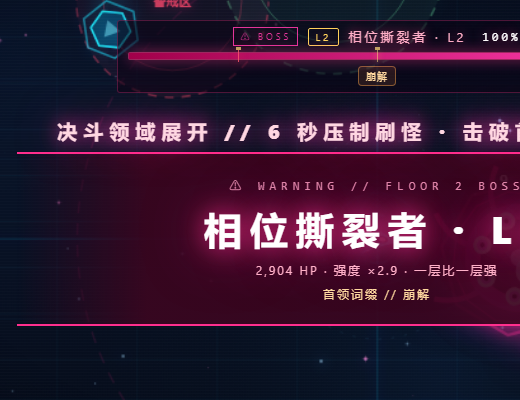 警戒区
⚠ BOSS L2 相位撕裂者 · L2 100%
崩解
决斗领域展开 // 6 秒压制刷怪 · 击破
⚠ WARNING // FLOOR 2 BOSS
相位撕裂者 · L
2,904 HP · 强度 ×2.9 · 一层比一层强
首领词缀 // 崩解